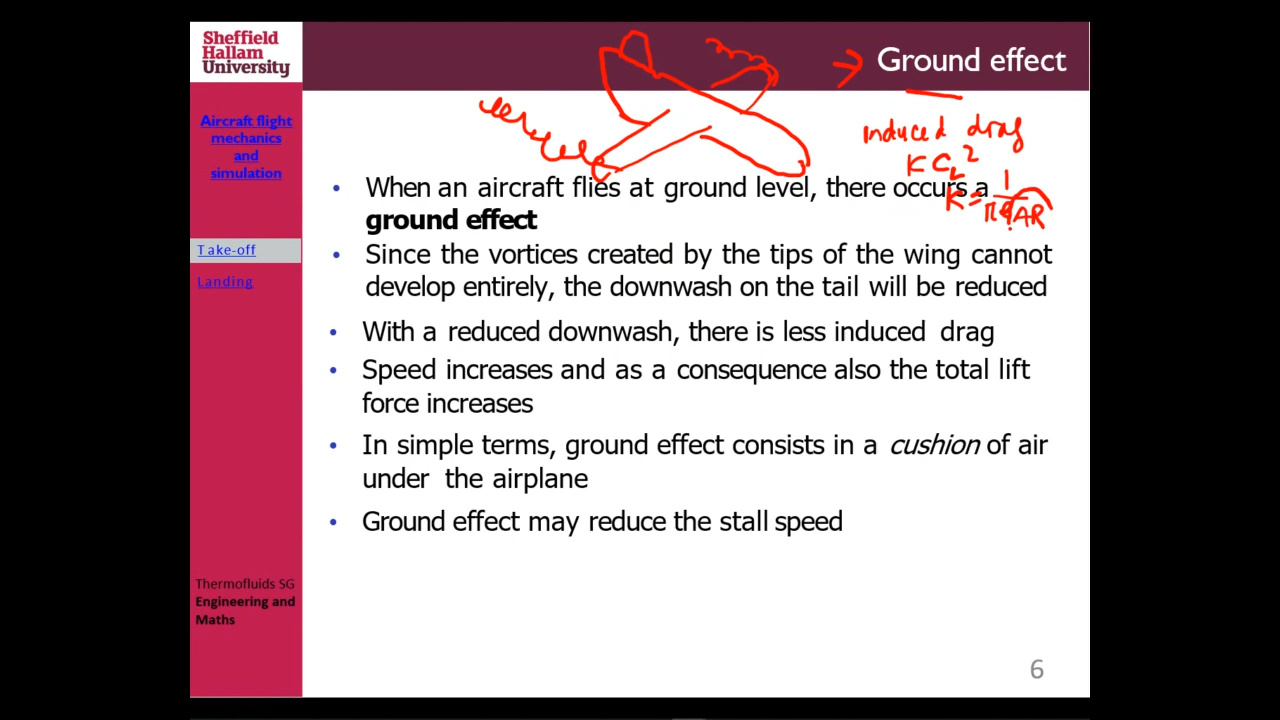 Sheffield
Hallam
University
Ground effect
Aircraft flight
mechanics
and
simulation
Take-off
Landing
induced drag
K C_L^2
K = 1/πeAR
• When an aircraft flies at ground level, there occurs a
ground effect
• Since the vortices created by the tips of the wing cannot
develop entirely, the downwash on the tail will be reduced
• With a reduced downwash, there is less induced drag
• Speed increases and as a consequence also the total lift
force increases
• In simple terms, ground effect consists in a cushion of air
under the airplane
• Ground effect may reduce the stall speed
Thermofluids SG
Engineering and
Maths
6